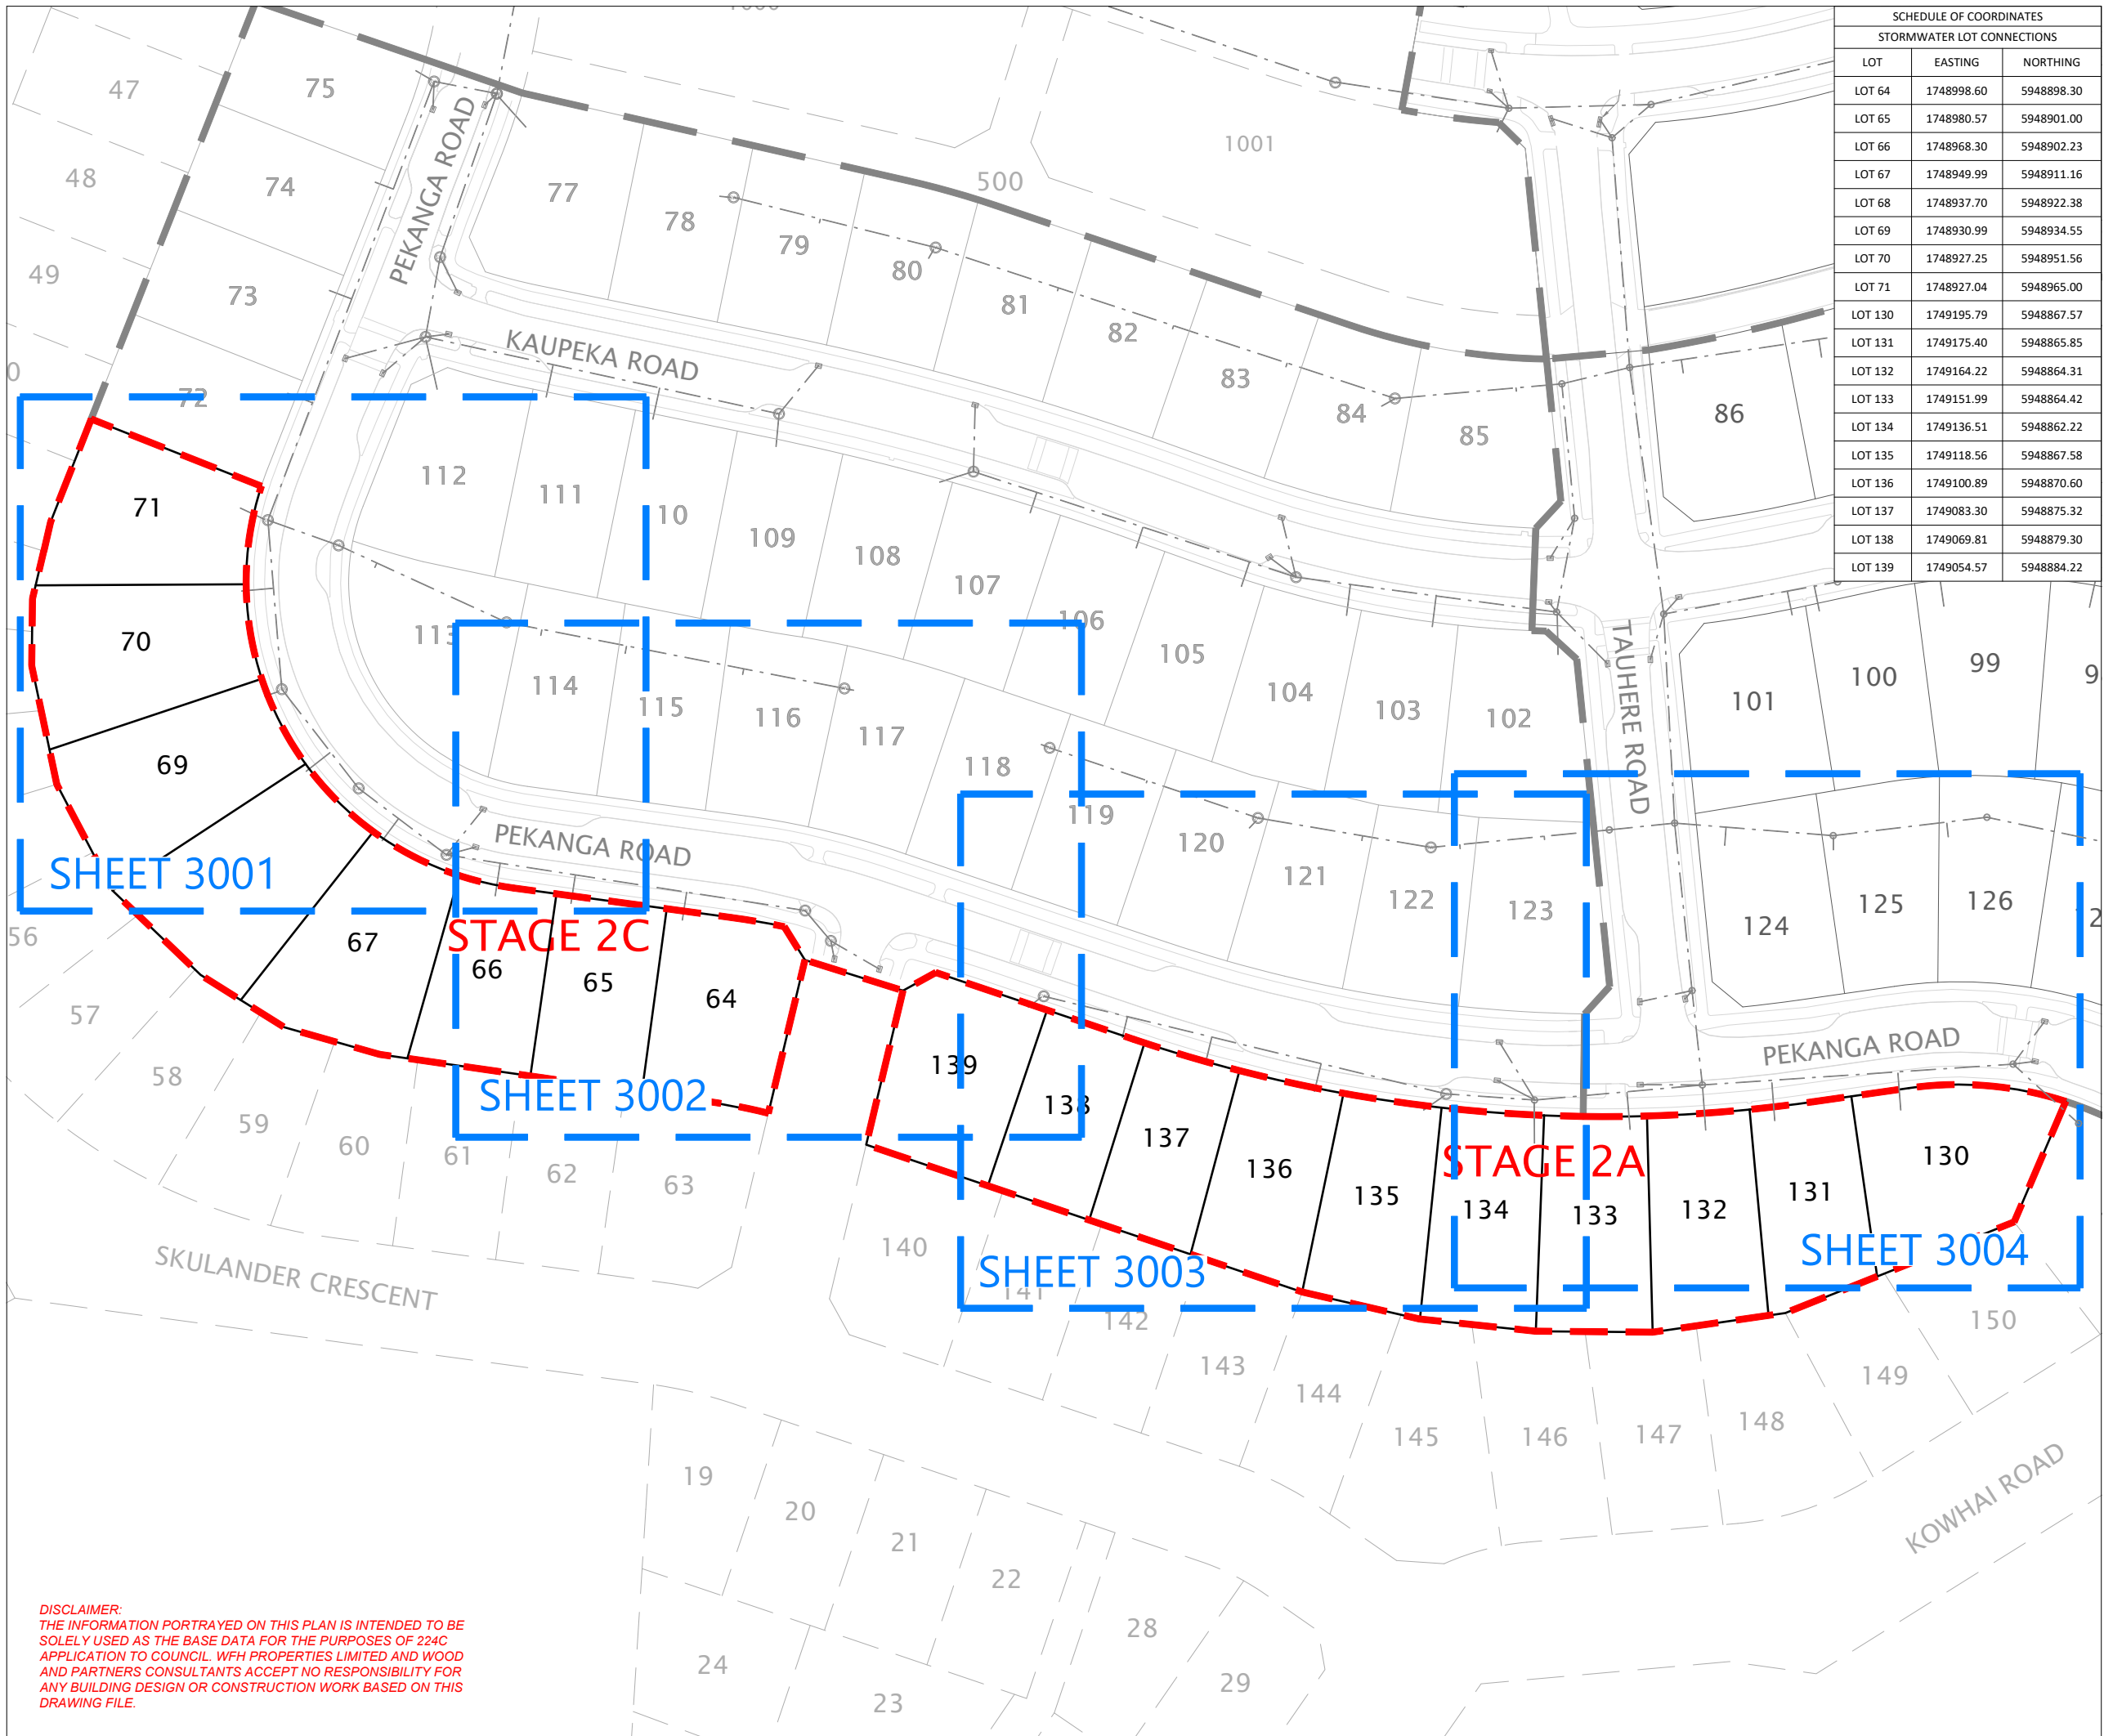 SCHEDULE OF COORDINATES
STORMWATER LOT CONNECTIONS
LOT EASTING NORTHING
LOT 64 1748998.60 5948898.30
LOT 65 1748980.57 5948901.00
LOT 66 1748968.30 5948902.23
LOT 67 1748949.99 5948911.16
LOT 68 1748937.70 5948922.38
LOT 69 1748930.99 5948934.55
LOT 70 1748927.25 5948951.56
LOT 71 1748927.04 5948965.00
LOT 130 1749195.79 5948867.57
LOT 131 1749175.40 5948865.85
LOT 132 1749164.22 5948864.31
LOT 133 1749151.99 5948864.42
LOT 134 1749136.51 5948862.22
LOT 135 1749118.56 5948867.58
LOT 136 1749100.89 5948870.60
LOT 137 1749083.30 5948875.32
LOT 138 1749069.81 5948879.30
LOT 139 1749054.57 5948884.22
47
75
48
74
49
73
72
PEKANGA ROAD
77
78
79
80
81
82
83
84
85
86
500
1001
KAUPEKA ROAD
112
111
10
109
108
107
106
105
104
103
102
TAUHERE ROAD
101
100
99
9
71
70
69
113
114
115
116
117
118
119
120
121
122
123
124
125
126
2
PEKANGA ROAD
SHEET 3001
STAGE 2C
67
66
65
64
SHEET 3002
PEKANGA ROAD
139
138
137
136
135
134
133
132
131
130
STAGE 2A
SHEET 3003
SHEET 3004
56
57
58
59
60
61
62
63
140
141
142
143
144
145
146
147
148
149
150
SKULANDER CRESCENT
KOWHAI ROAD
19
20
21
22
28
24
23
29
DISCLAIMER:
THE INFORMATION PORTRAYED ON THIS PLAN IS INTENDED TO BE
SOLELY USED AS THE BASE DATA FOR THE PURPOSES OF 224C
APPLICATION TO COUNCIL. WFH PROPERTIES LIMITED AND WOOD
AND PARTNERS CONSULTANTS ACCEPT NO RESPONSIBILITY FOR
ANY BUILDING DESIGN OR CONSTRUCTION WORK BASED ON THIS
DRAWING FILE.